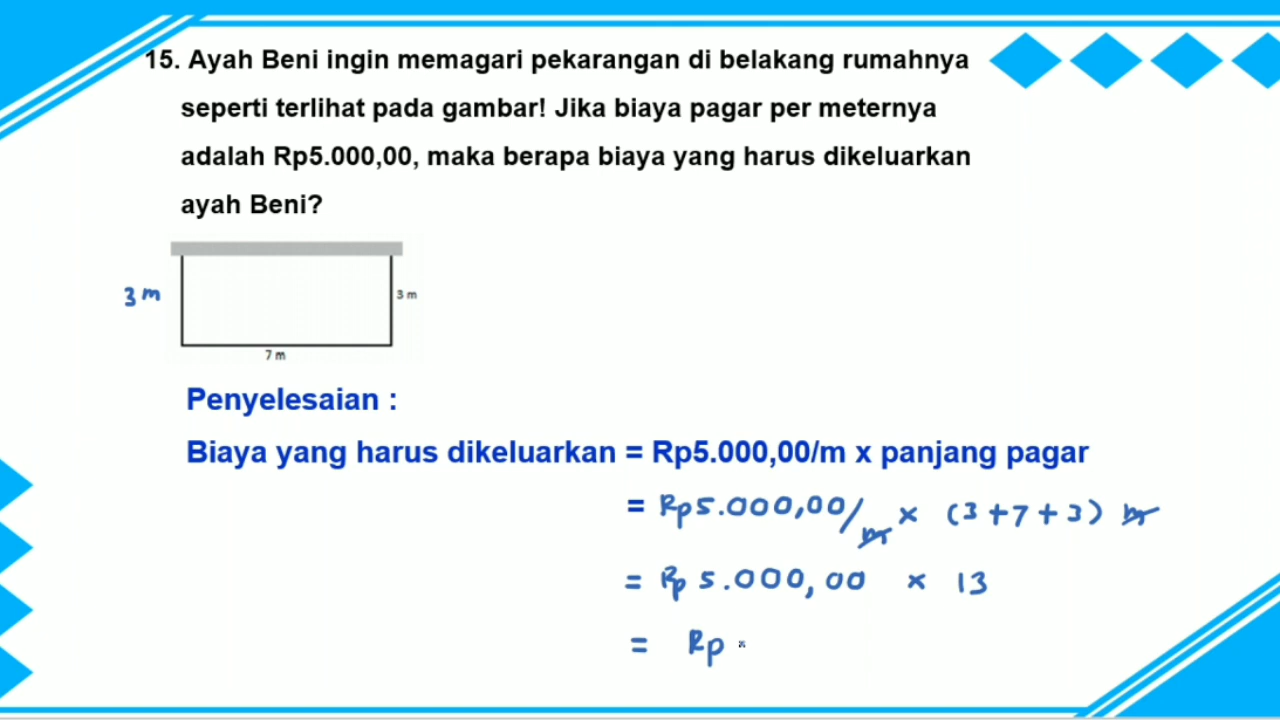 15. Ayah Beni ingin memagari pekarangan di belakang rumahnya
seperti terlihat pada gambar! Jika biaya pagar per meternya
adalah Rp5.000,00, maka berapa biaya yang harus dikeluarkan
ayah Beni?
3 m
3 m
7 m
Penyelesaian :
Biaya yang harus dikeluarkan = Rp5.000,00/m x panjang pagar
= Rp5.000,00/m x (3+7+3) m
= Rp 5.000,00 x 13
= Rp